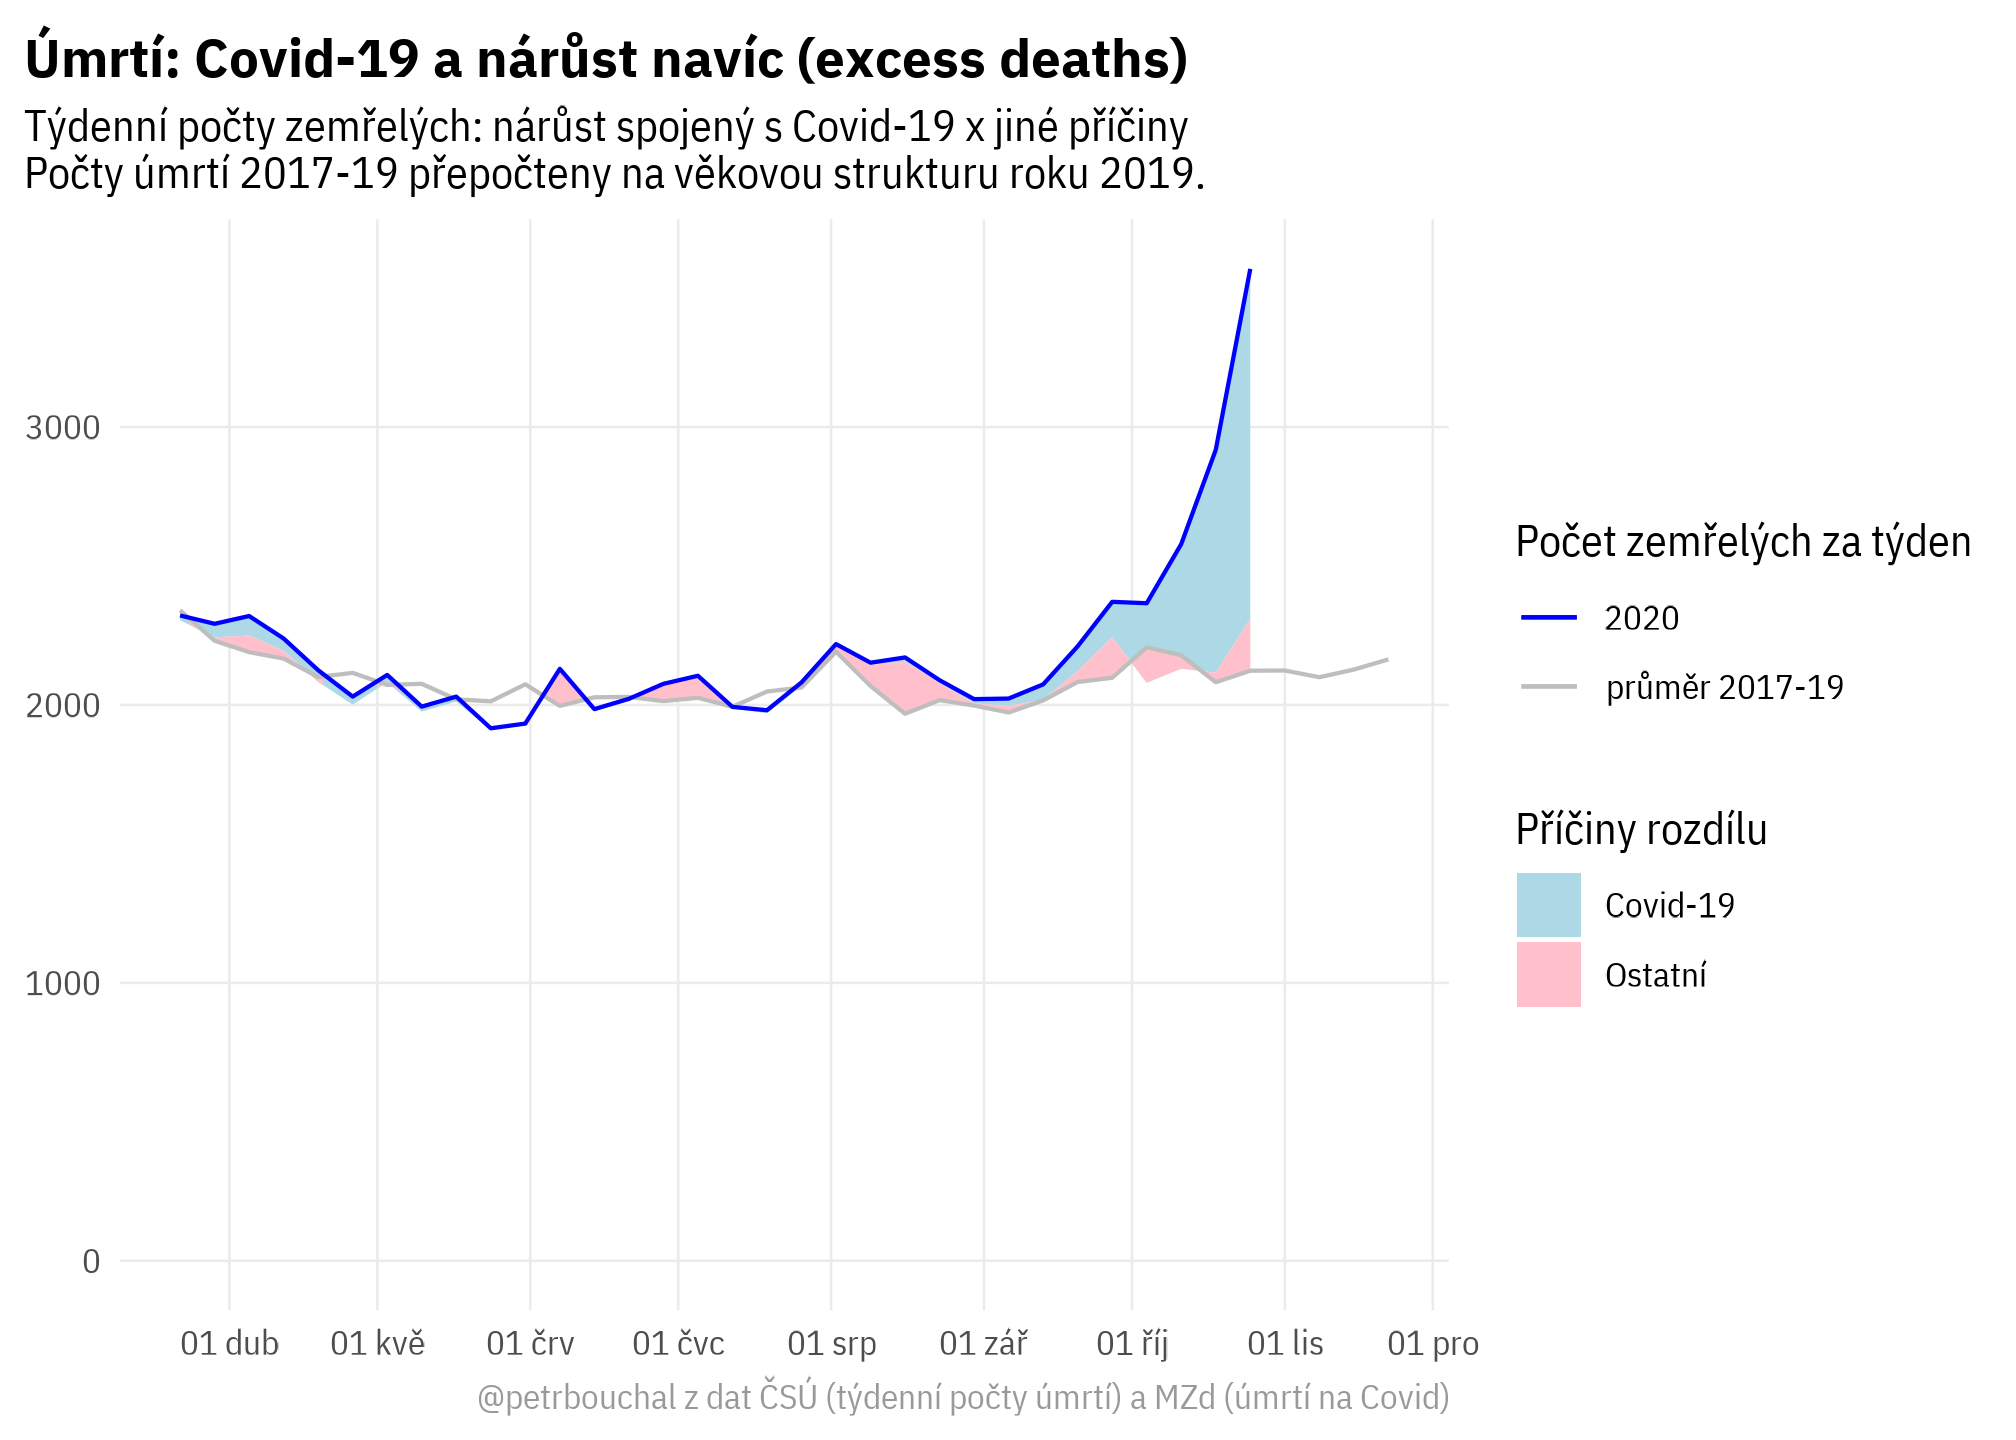 Úmrtí: Covid-19 a nárůst navíc (excess deaths)
Týdenní počty zemřelých: nárůst spojený s Covid-19 x jiné příčiny
Počty úmrtí 2017-19 přepočteny na věkovou strukturu roku 2019.
3000
2000
1000
0
01 dub 01 kvě 01 črv 01 čvc 01 srp 01 zář 01 říj 01 lis 01 pro
Počet zemřelých za týden
2020
průměr 2017-19
Příčiny rozdílu
Covid-19
Ostatní
@petrbouchal z dat ČSÚ (týdenní počty úmrtí) a MZd (úmrtí na Covid)